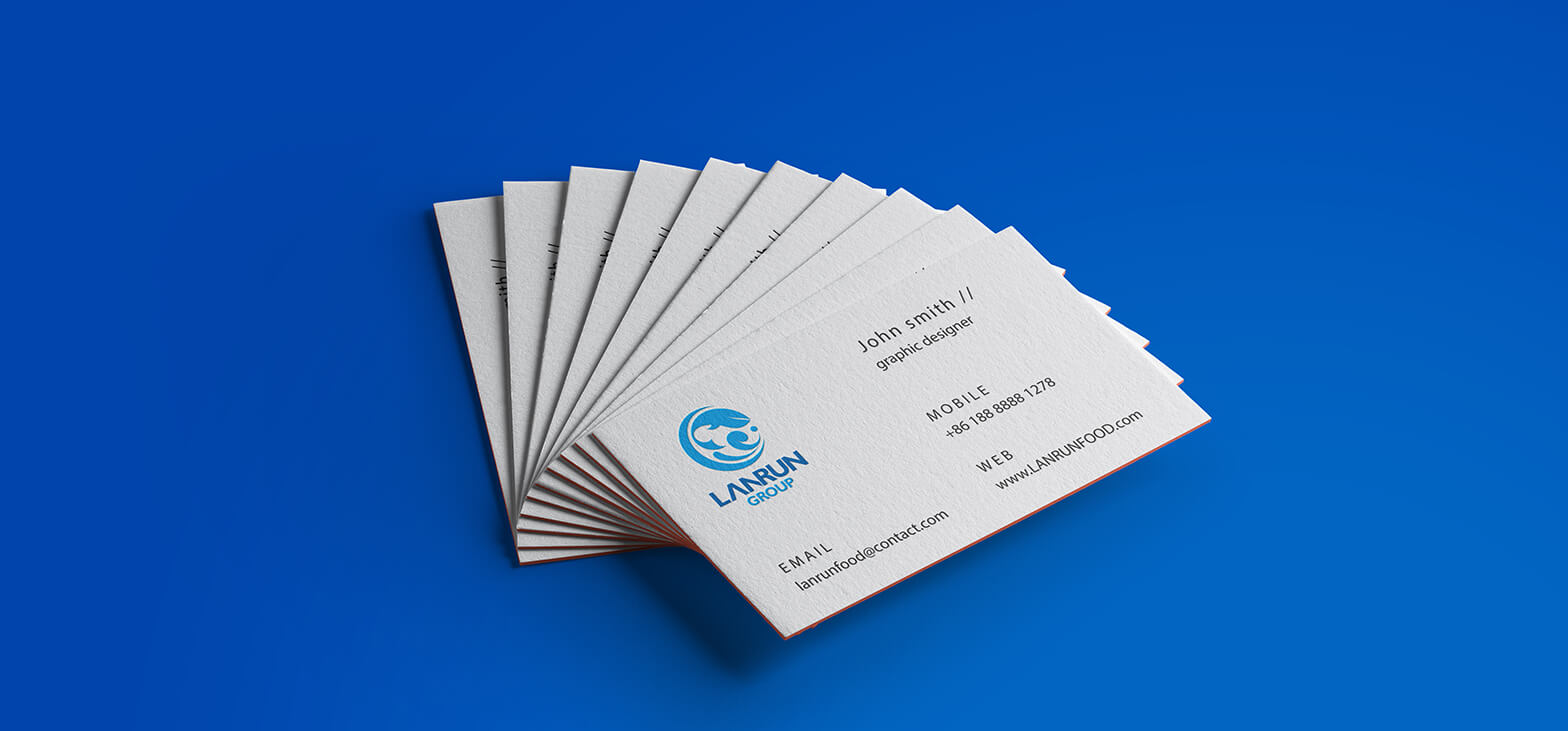 John smith //
graphic designer
MOBILE
+86 188 8888 1278
WEB
www.LANRUNFOOD.com
LANRUN
GROUP
EMAIL
lanrunfood@contact.com